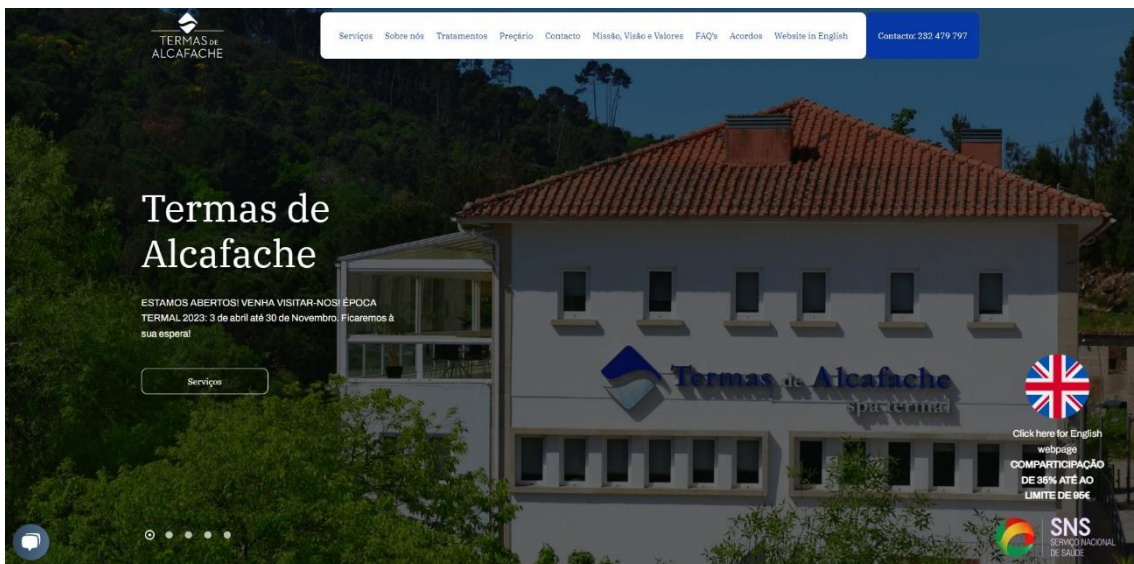 TERMAS DE
ALCAFACHE
Serviços Sobre nós Tratamentos Preçário Contacto Missão, Visão e Valores FAQ's Acordos Website in English
Contacto: 232 479 797
Termas de
Alcafache
ESTAMOS ABERTOS! VENHA VISITAR-NOS! ÉPOCA
TERMAL 2023: 3 de abril até 30 de Novembro. Ficaremos à
sua espera!
Serviços
Termas de Alcafache
spa termal
Click here for English
webpage
COMPARTICIPAÇÃO
DE 35% ATÉ AO
LIMITE DE 95€
SNS
SERVIÇO NACIONAL
DE SAÚDE